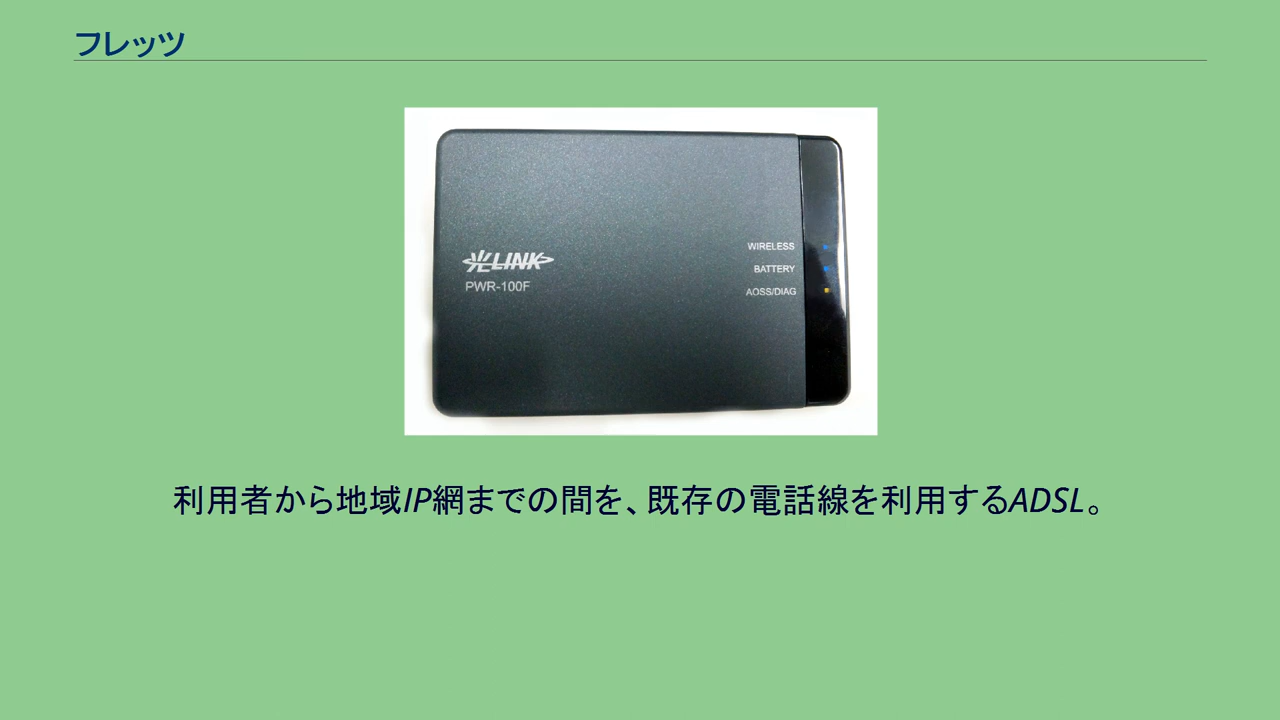 フレッツ
光LINK
PWR-100F
WIRELESS
BATTERY
AOSS/DIAG
利用者から地域IP網までの間を、既存の電話線を利用するADSL。